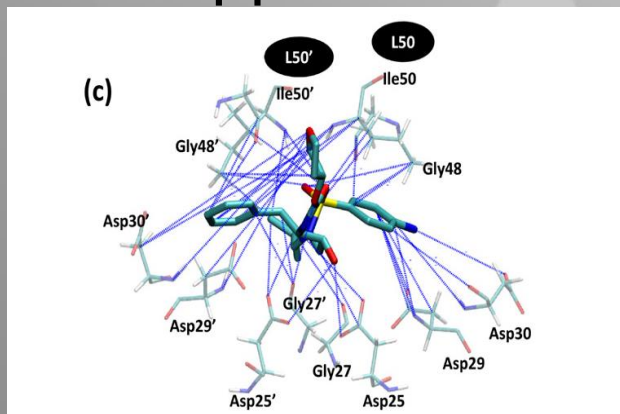 L50
L50’
Ile50
Ile50’
(c)
Gly48’
Gly48
Asp30’
Gly27’
Asp29’
Asp30
Asp29
Gly27
Asp25’
Asp25